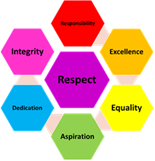 Responsibility
Integrity
Excellence
Respect
Dedication
Equality
Aspiration